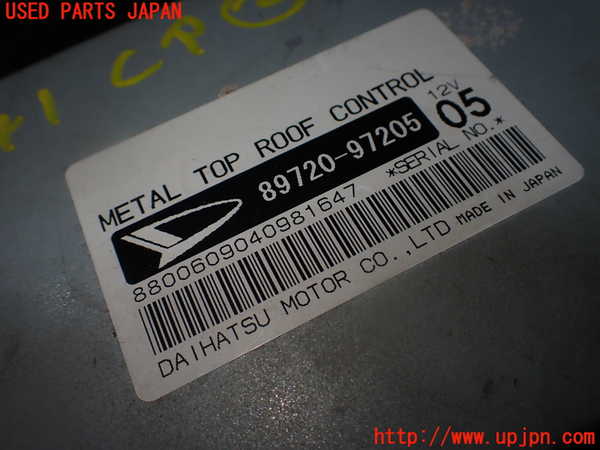 USED PARTS JAPAN
METAL TOP ROOF CONTROL
12V
89720-97205
05
*SERIAL NO.*
8800609040981647
DAIHATSU MOTOR CO.,LTD MADE IN JAPAN
http://www.upjpn.com